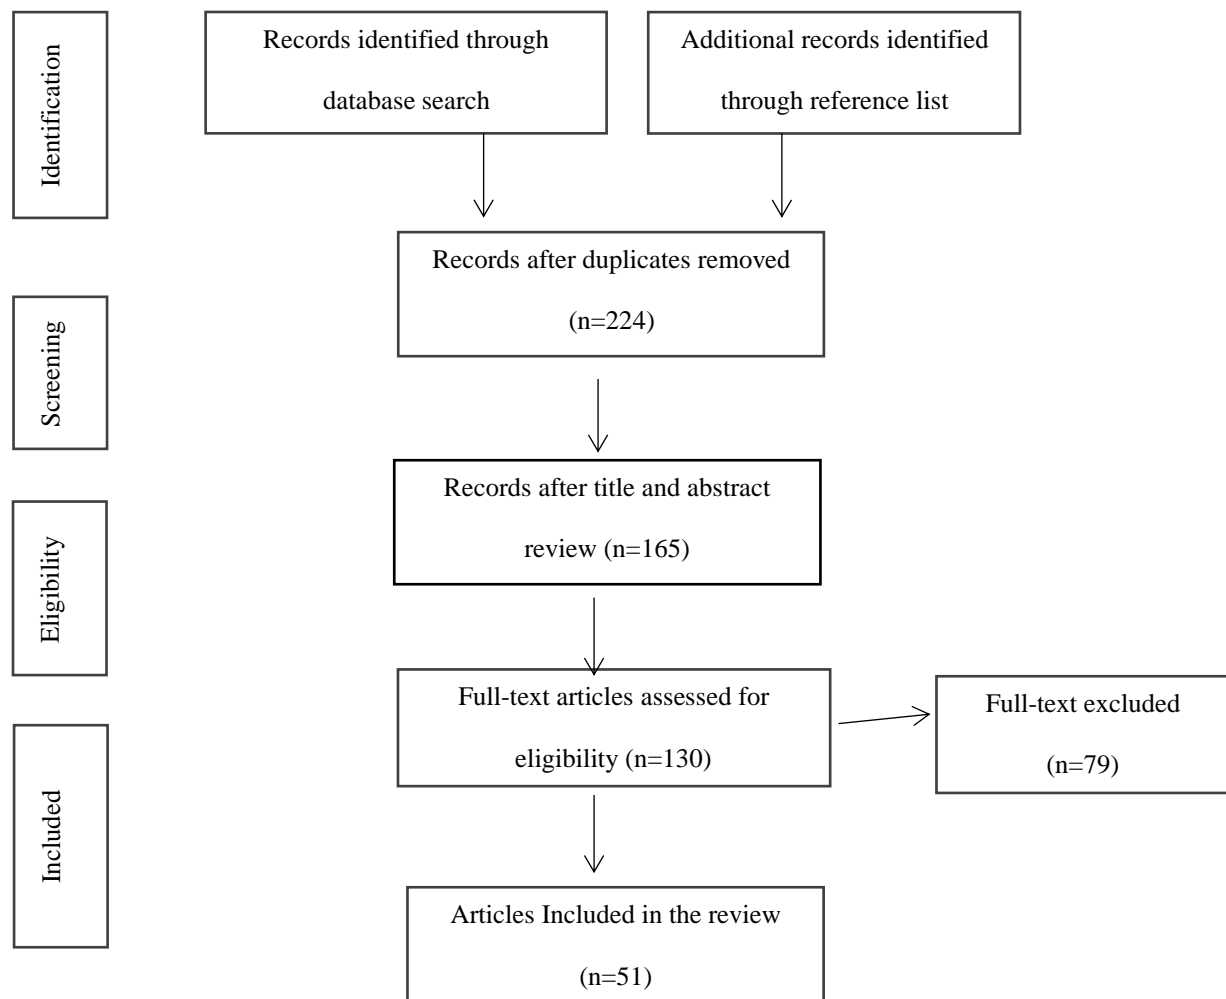 Identification
Records identified through
database search
Additional records identified
through reference list
Records after duplicates removed
(n=224)
Screening
Records after title and abstract
review (n=165)
Eligibility
Full-text articles assessed for
eligibility (n=130)
Full-text excluded
(n=79)
Included
Articles Included in the review
(n=51)